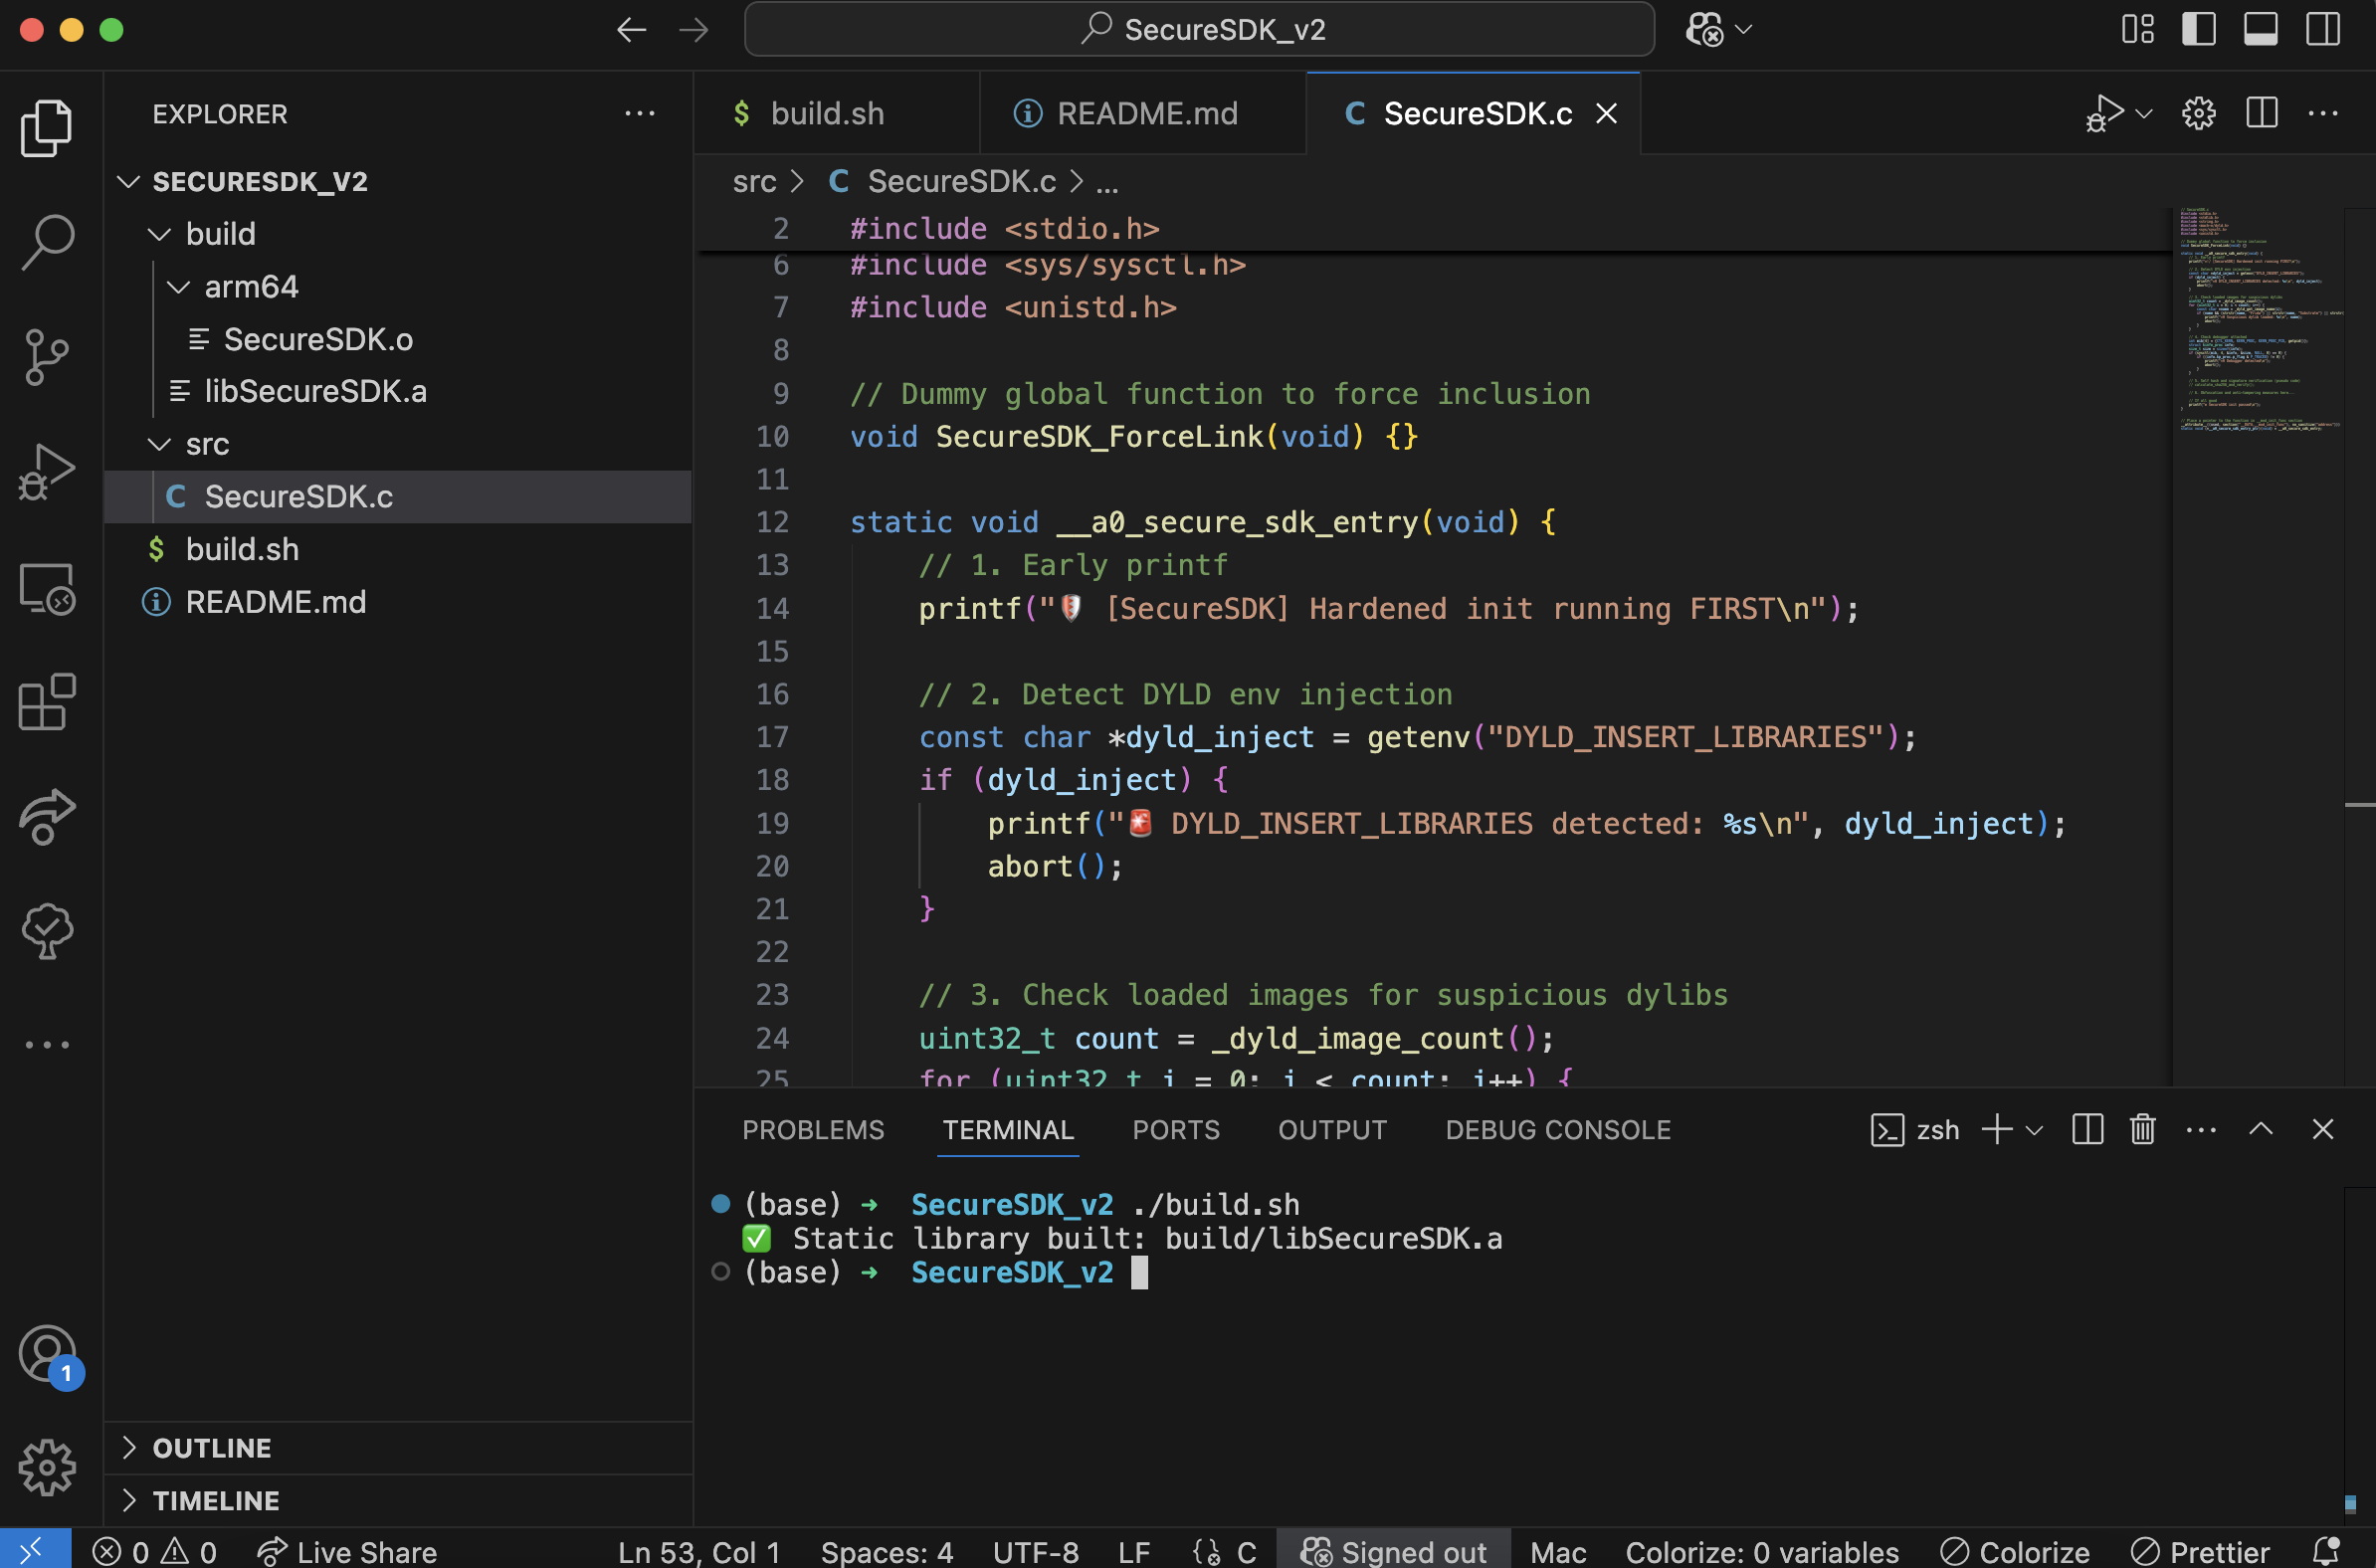 SecureSDK_v2
EXPLORER
SECURESDK_V2
build
arm64
SecureSDK.o
libSecureSDK.a
src
C SecureSDK.c
$ build.sh
README.md
OUTLINE
TIMELINE
$ build.sh
README.md
C SecureSDK.c
src > C SecureSDK.c > ...
2 #include <stdio.h>
6 #include <sys/sysctl.h>
7 #include <unistd.h>
8
9 // Dummy global function to force inclusion
10 void SecureSDK_ForceLink(void) {}
11
12 static void __a0_secure_sdk_entry(void) {
13 // 1. Early printf
14 printf("🛡️ [SecureSDK] Hardened init running FIRST\n");
15
16 // 2. Detect DYLD env injection
17 const char *dyld_inject = getenv("DYLD_INSERT_LIBRARIES");
18 if (dyld_inject) {
19 printf("🚨 DYLD_INSERT_LIBRARIES detected: %s\n", dyld_inject);
20 abort();
21 }
22
23 // 3. Check loaded images for suspicious dylibs
24 uint32_t count = _dyld_image_count();
25 for (uint32_t i = 0; i < count; i++) {
PROBLEMS
TERMINAL
PORTS
OUTPUT
DEBUG CONSOLE
zsh
(base) ➜ SecureSDK_v2 ./build.sh
✅ Static library built: build/libSecureSDK.a
(base) ➜ SecureSDK_v2
1
0 0
Live Share
Ln 53, Col 1
Spaces: 4
UTF-8
LF
C
Signed out
Mac
Colorize: 0 variables
Colorize
Prettier